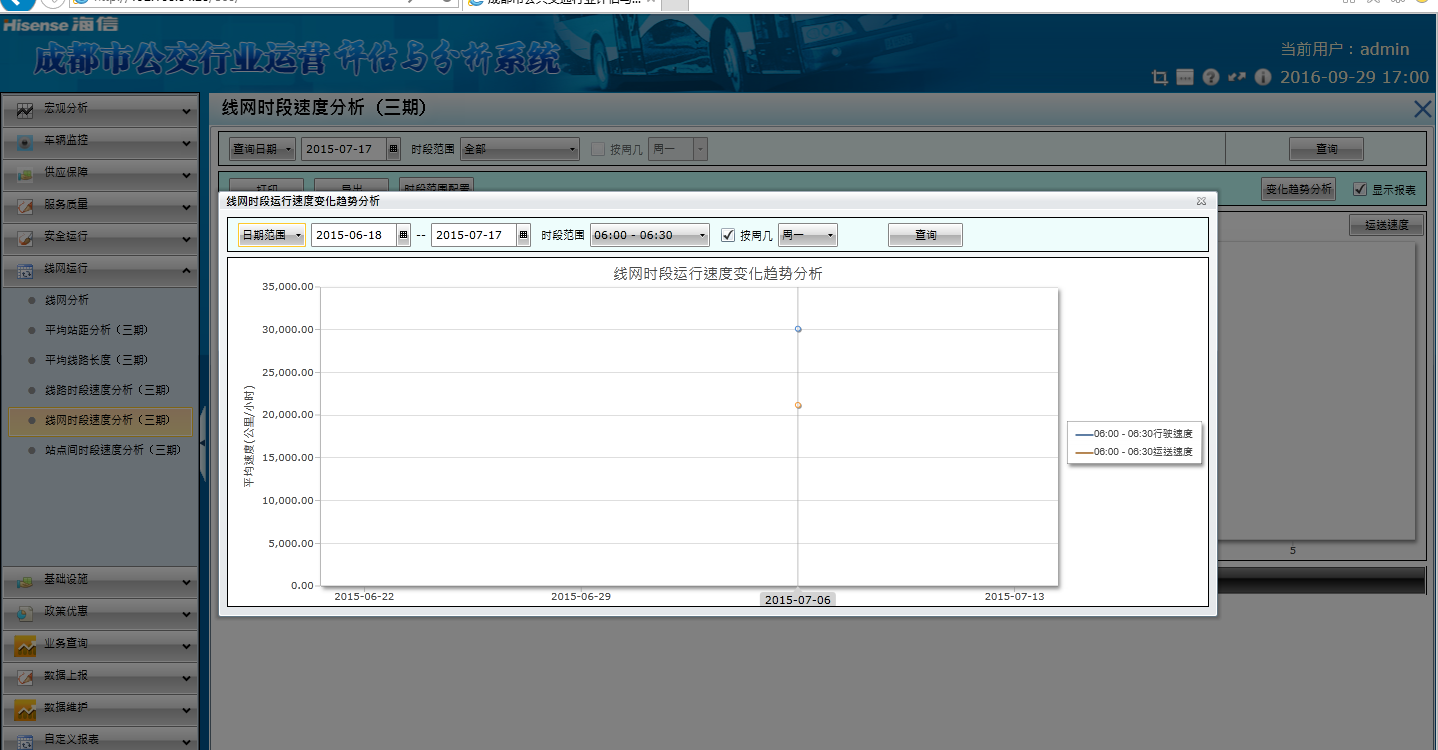 Hisense 海信
成都市公交行业运营评估与分析系统
当前用户：admin
2016-09-29 17:00
宏观分析
车辆监控
供应保障
服务质量
安全运行
线网运行
线网分析
平均站距分析（三期）
平均线路长度（三期）
线路时段速度分析（三期）
线网时段速度分析（三期）
站点间时段速度分析（三期）
基础设施
政策优惠
业务查询
数据上报
数据维护
自定义报表
线网时段速度分析（三期）
查询日期 2015-07-17 时段范围 全部 按周几 周一 查询
打印 导出 时段范围配置 变化趋势分析 显示报表
运送速度
5
线网时段运行速度变化趋势分析
日期范围 2015-06-18 -- 2015-07-17 时段范围 06:00 - 06:30 按周几 周一 查询
线网时段运行速度变化趋势分析
平均速度(公里/小时)
35,000.00
30,000.00
25,000.00
20,000.00
15,000.00
10,000.00
5,000.00
0.00
2015-06-22 2015-06-29 2015-07-06 2015-07-13
06:00 - 06:30行驶速度
06:00 - 06:30运送速度